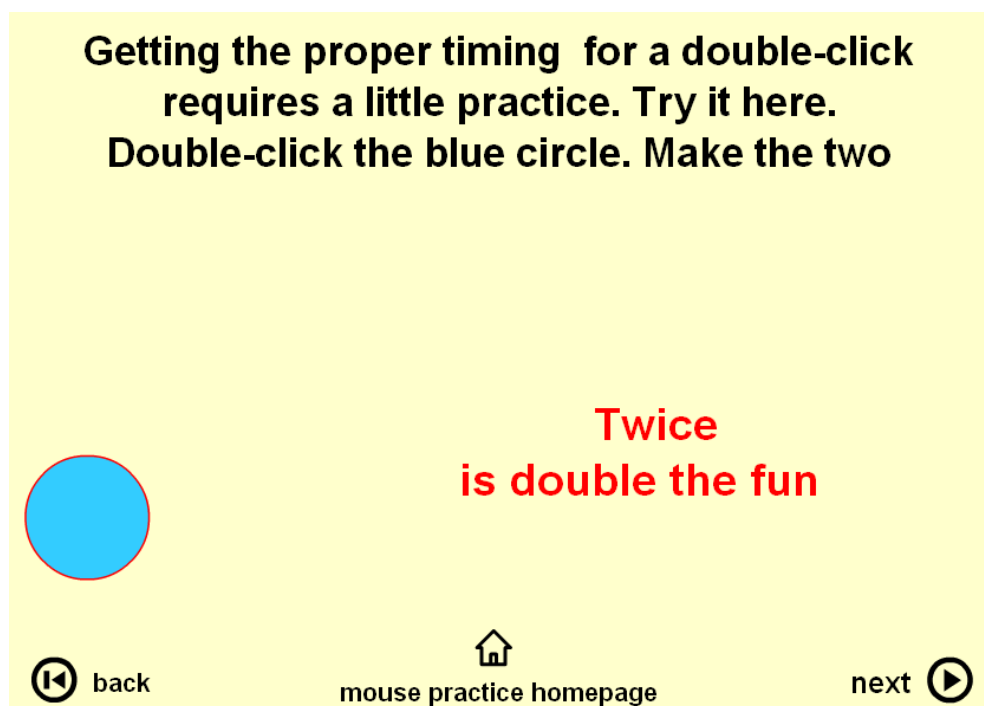 Getting the proper timing  for a double-click
requires a little practice. Try it here.
Double-click the blue circle. Make the two
Twice
is double the fun
back
mouse practice homepage
next